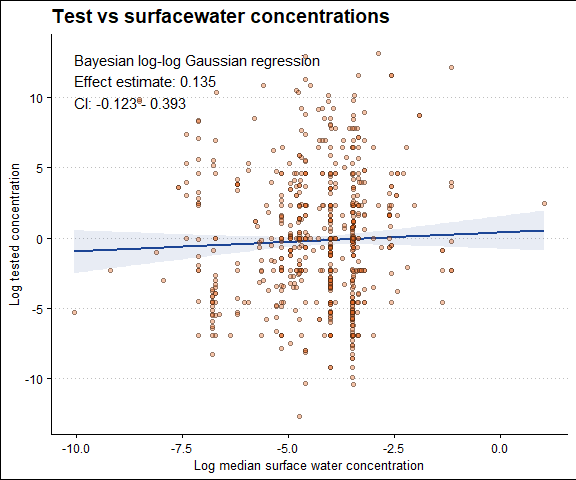 Test vs surfacewater concentrations
Bayesian log-log Gaussian regression
Effect estimate: 0.135
CI: -0.123 - 0.393
Log tested concentration
10
5
0
-5
-10
-10.0
-7.5
-5.0
-2.5
0.0
Log median surface water concentration